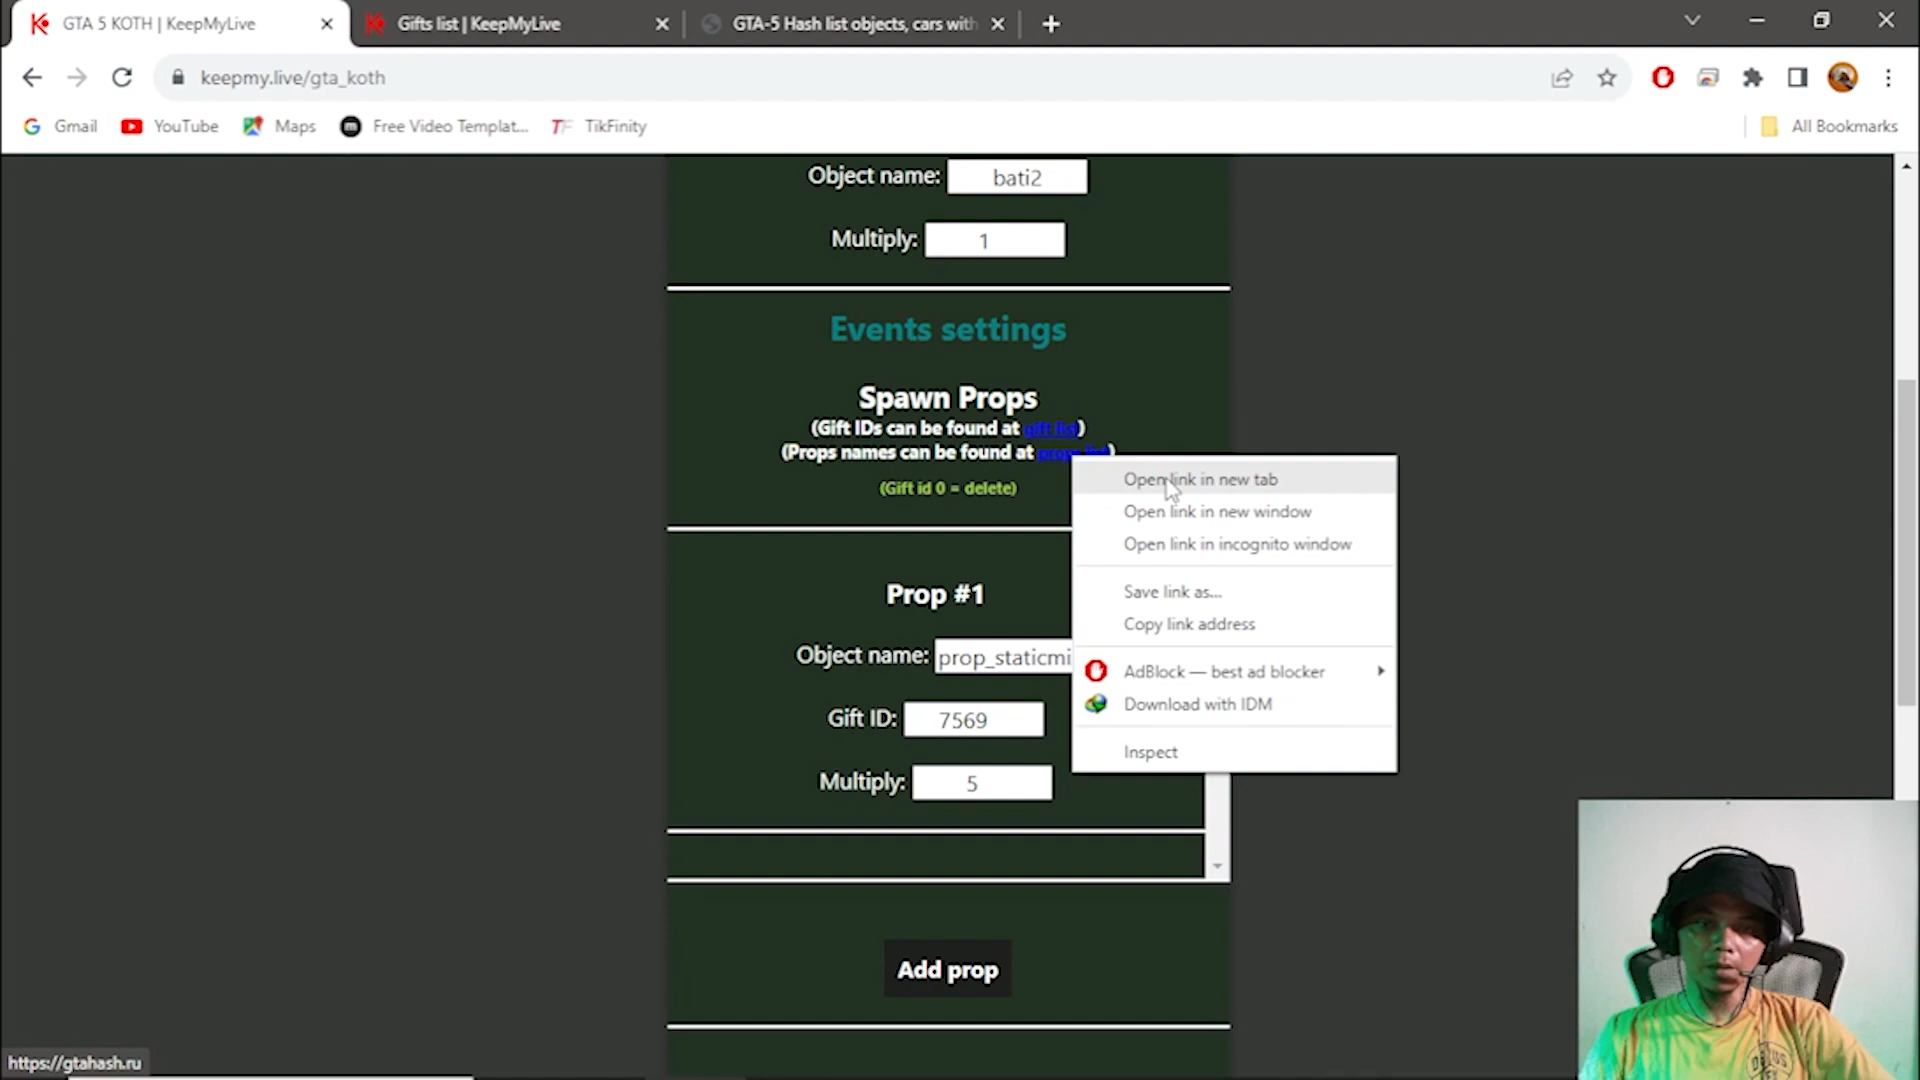 GTA 5 KOTH | KeepMyLive
Gifts list | KeepMyLive
GTA-5 Hash list objects, cars with
keepmy.live/gta_koth
Gmail
YouTube
Maps
Free Video Templat...
TikFinity
All Bookmarks
Object name: bati2
Multiply: 1
Events settings
Spawn Props
(Gift IDs can be found at gift list)
(Props names can be found at props list)
(Gift id 0 = delete)
Open link in new tab
Open link in new window
Open link in incognito window
Save link as...
Copy link address
AdBlock — best ad blocker
Download with IDM
Inspect
Prop #1
Object name: prop_staticmi
Gift ID: 7569
Multiply: 5
Add prop
https://gtahash.ru